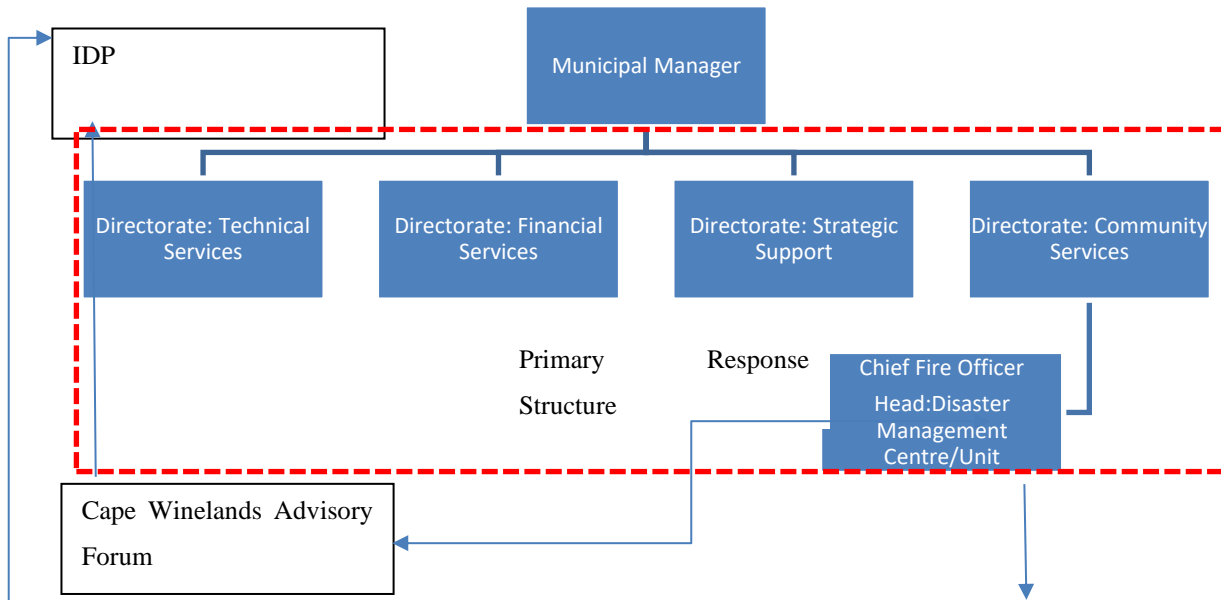 IDP
Municipal Manager
Directorate: Technical
Services
Directorate: Financial
Services
Directorate: Strategic
Support
Directorate: Community
Services
Primary Response
Structure
Chief Fire Officer
Head:Disaster
Management
Centre/Unit
Cape Winelands Advisory
Forum